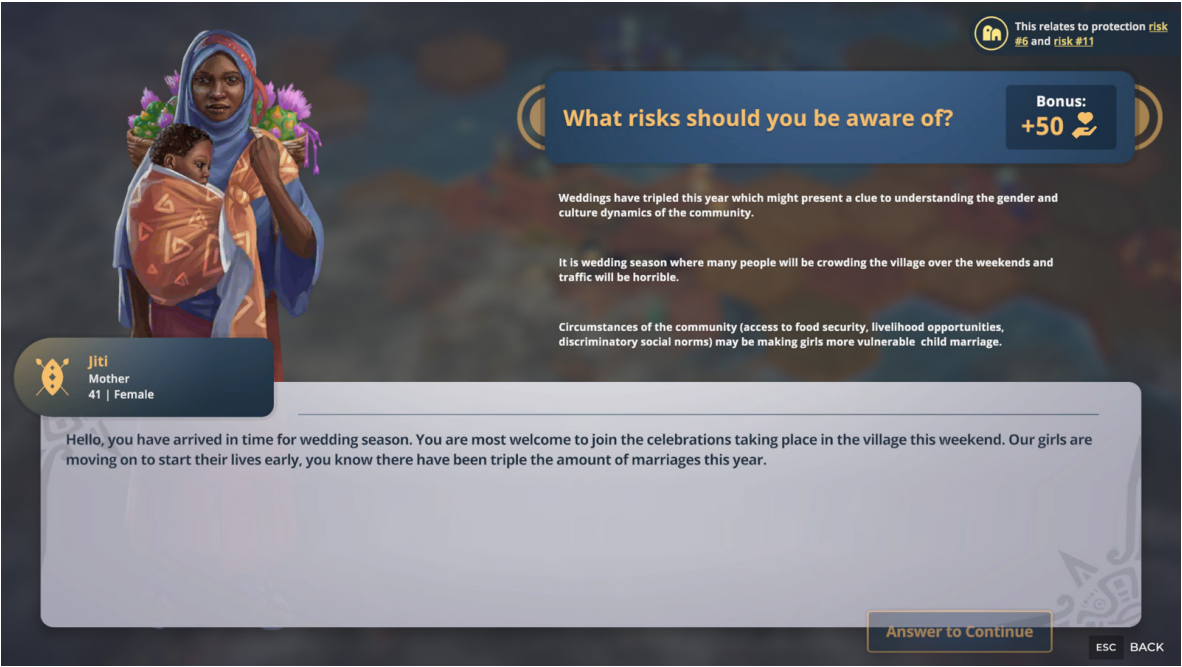 This relates to protection risk
#6 and risk #11
What risks should you be aware of?
Bonus:
+50
Weddings have tripled this year which might present a clue to understanding the gender and
culture dynamics of the community.
It is wedding season where many people will be crowding the village over the weekends and
traffic will be horrible.
Circumstances of the community (access to food security, livelihood opportunities,
discriminatory social norms) may be making girls more vulnerable child marriage.
Jiti
Mother
41 | Female
Hello, you have arrived in time for wedding season. You are most welcome to join the celebrations taking place in the village this weekend. Our girls are
moving on to start their lives early, you know there have been triple the amount of marriages this year.
Answer to Continue
ESC BACK